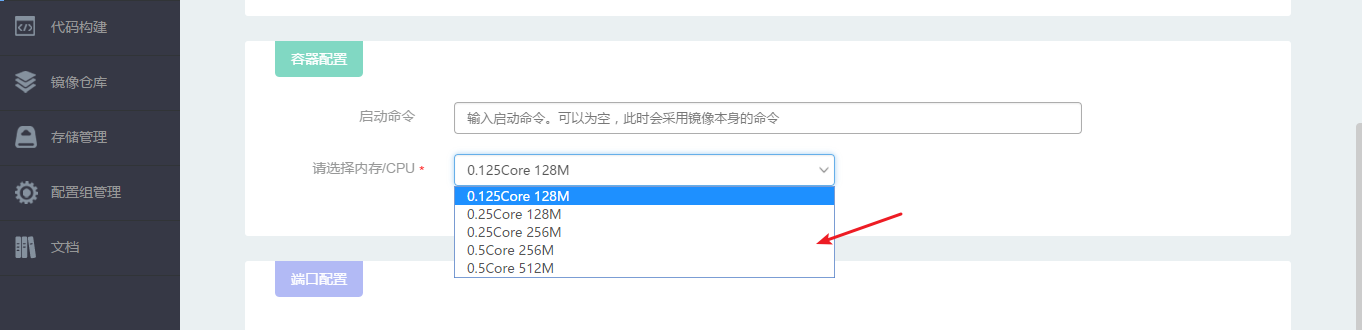 代码构建
镜像仓库
存储管理
配置组管理
文档
容器配置
启动命令
输入启动命令。可以为空，此时会采用镜像本身的命令
请选择内存/CPU *
0.125Core 128M
0.125Core 128M
0.25Core 128M
0.25Core 256M
0.5Core 256M
0.5Core 512M
端口配置